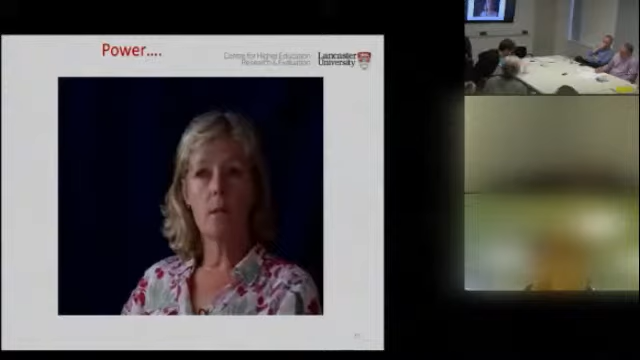 Power....
Centre for Higher Education
Research & Evaluation
Lancaster
University